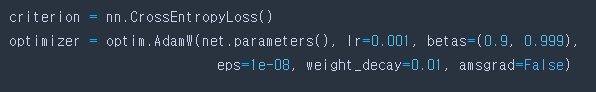 criterion = nn.CrossEntropyLoss()
optimizer = optim.AdamW(net.parameters(), lr=0.001, betas=(0.9, 0.999),
eps=1e-08, weight_decay=0.01, amsgrad=False)